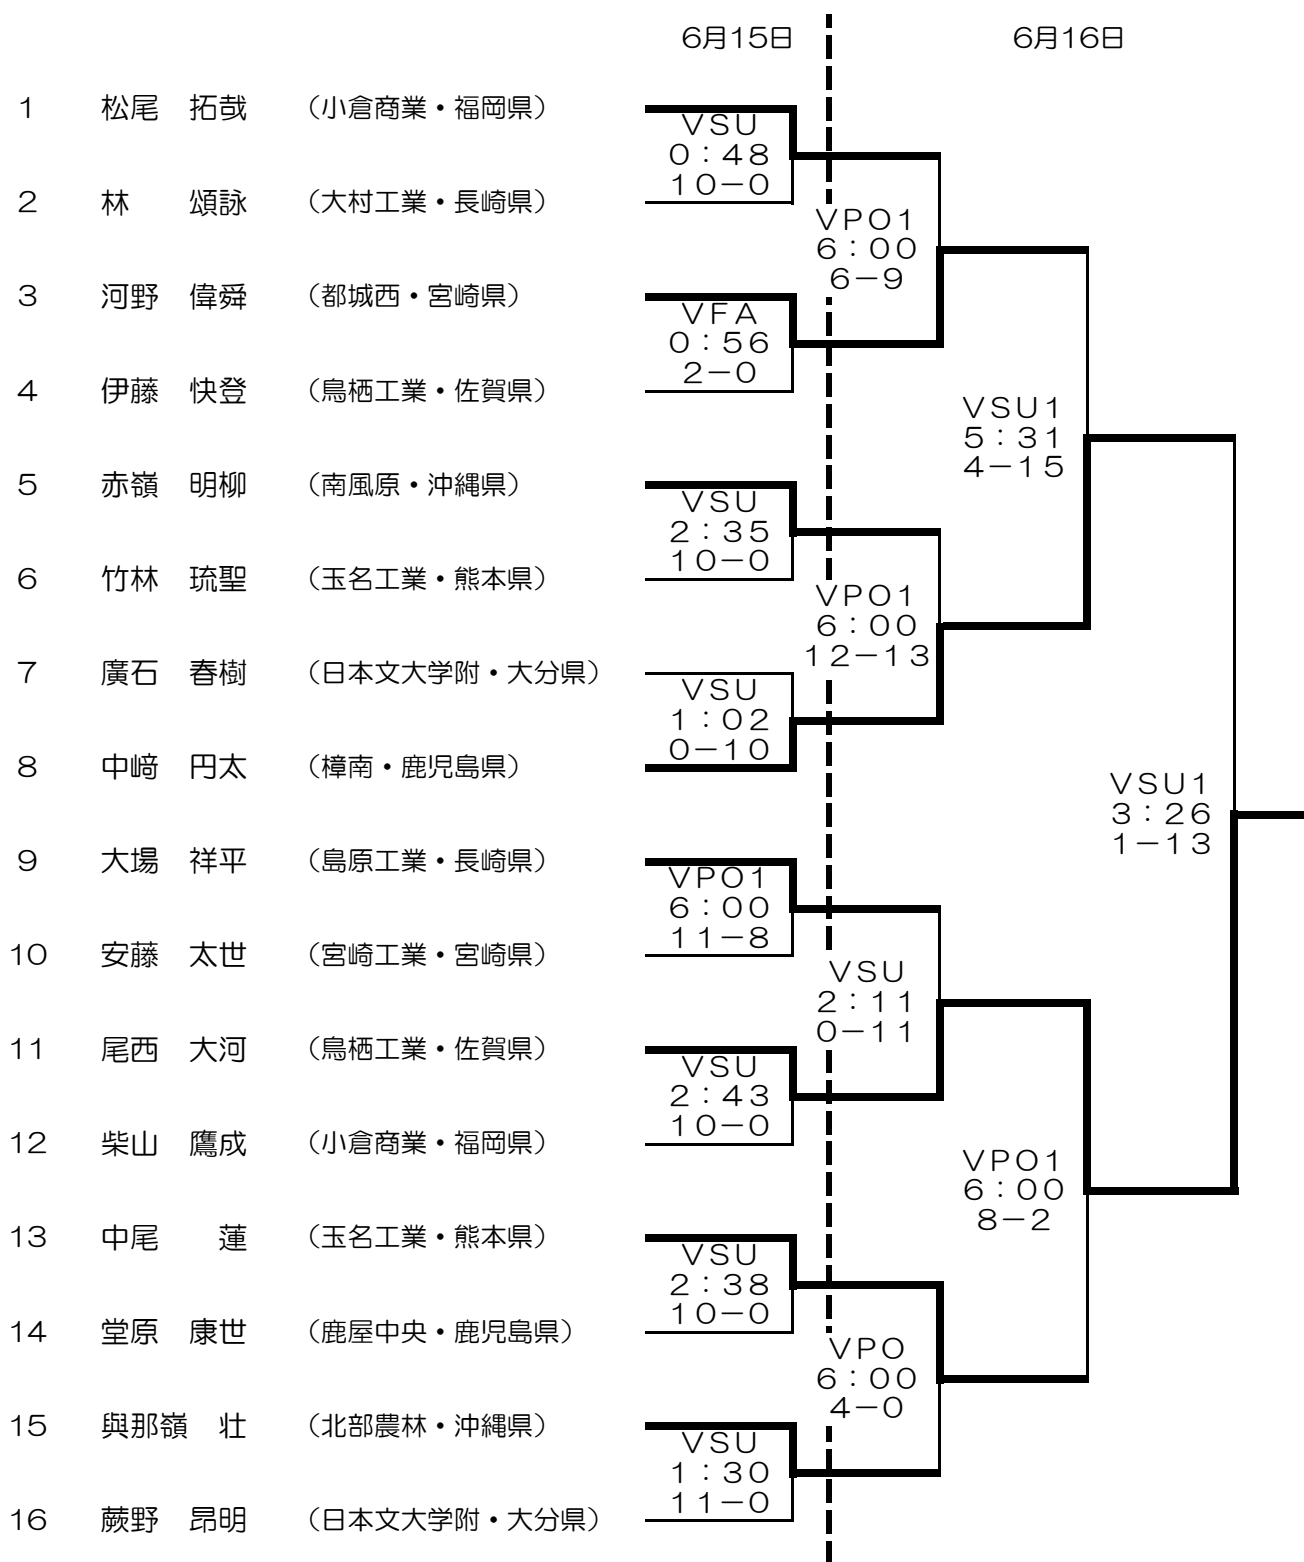 6月15日 6月16日
1 松尾 拓哉 （小倉商業・福岡県）
VSU
0：48
10－0
2 林 頌詠 （大村工業・長崎県）
VPO1
6：00
6－9
3 河野 偉舜 （都城西・宮崎県）
VFA
0：56
2－0
4 伊藤 快登 （鳥栖工業・佐賀県）
VSU1
5：31
4－15
5 赤嶺 明柳 （南風原・沖縄県）
VSU
2：35
10－0
6 竹林 琉聖 （玉名工業・熊本県）
VPO1
6：00
12－13
7 廣石 春樹 （日本文大学附・大分県）
VSU
1：02
0－10
8 中﨑 円太 （樟南・鹿児島県）
VSU1
3：26
1－13
9 大場 祥平 （島原工業・長崎県）
VPO1
6：00
11－8
10 安藤 太世 （宮崎工業・宮崎県）
VSU
2：11
0－11
11 尾西 大河 （鳥栖工業・佐賀県）
VSU
2：43
10－0
12 柴山 鷹成 （小倉商業・福岡県）
VPO1
6：00
8－2
13 中尾 蓮 （玉名工業・熊本県）
VSU
2：38
10－0
14 堂原 康世 （鹿屋中央・鹿児島県）
VPO
6：00
4－0
15 與那嶺 壮 （北部農林・沖縄県）
VSU
1：30
11－0
16 蕨野 昂明 （日本文大学附・大分県）